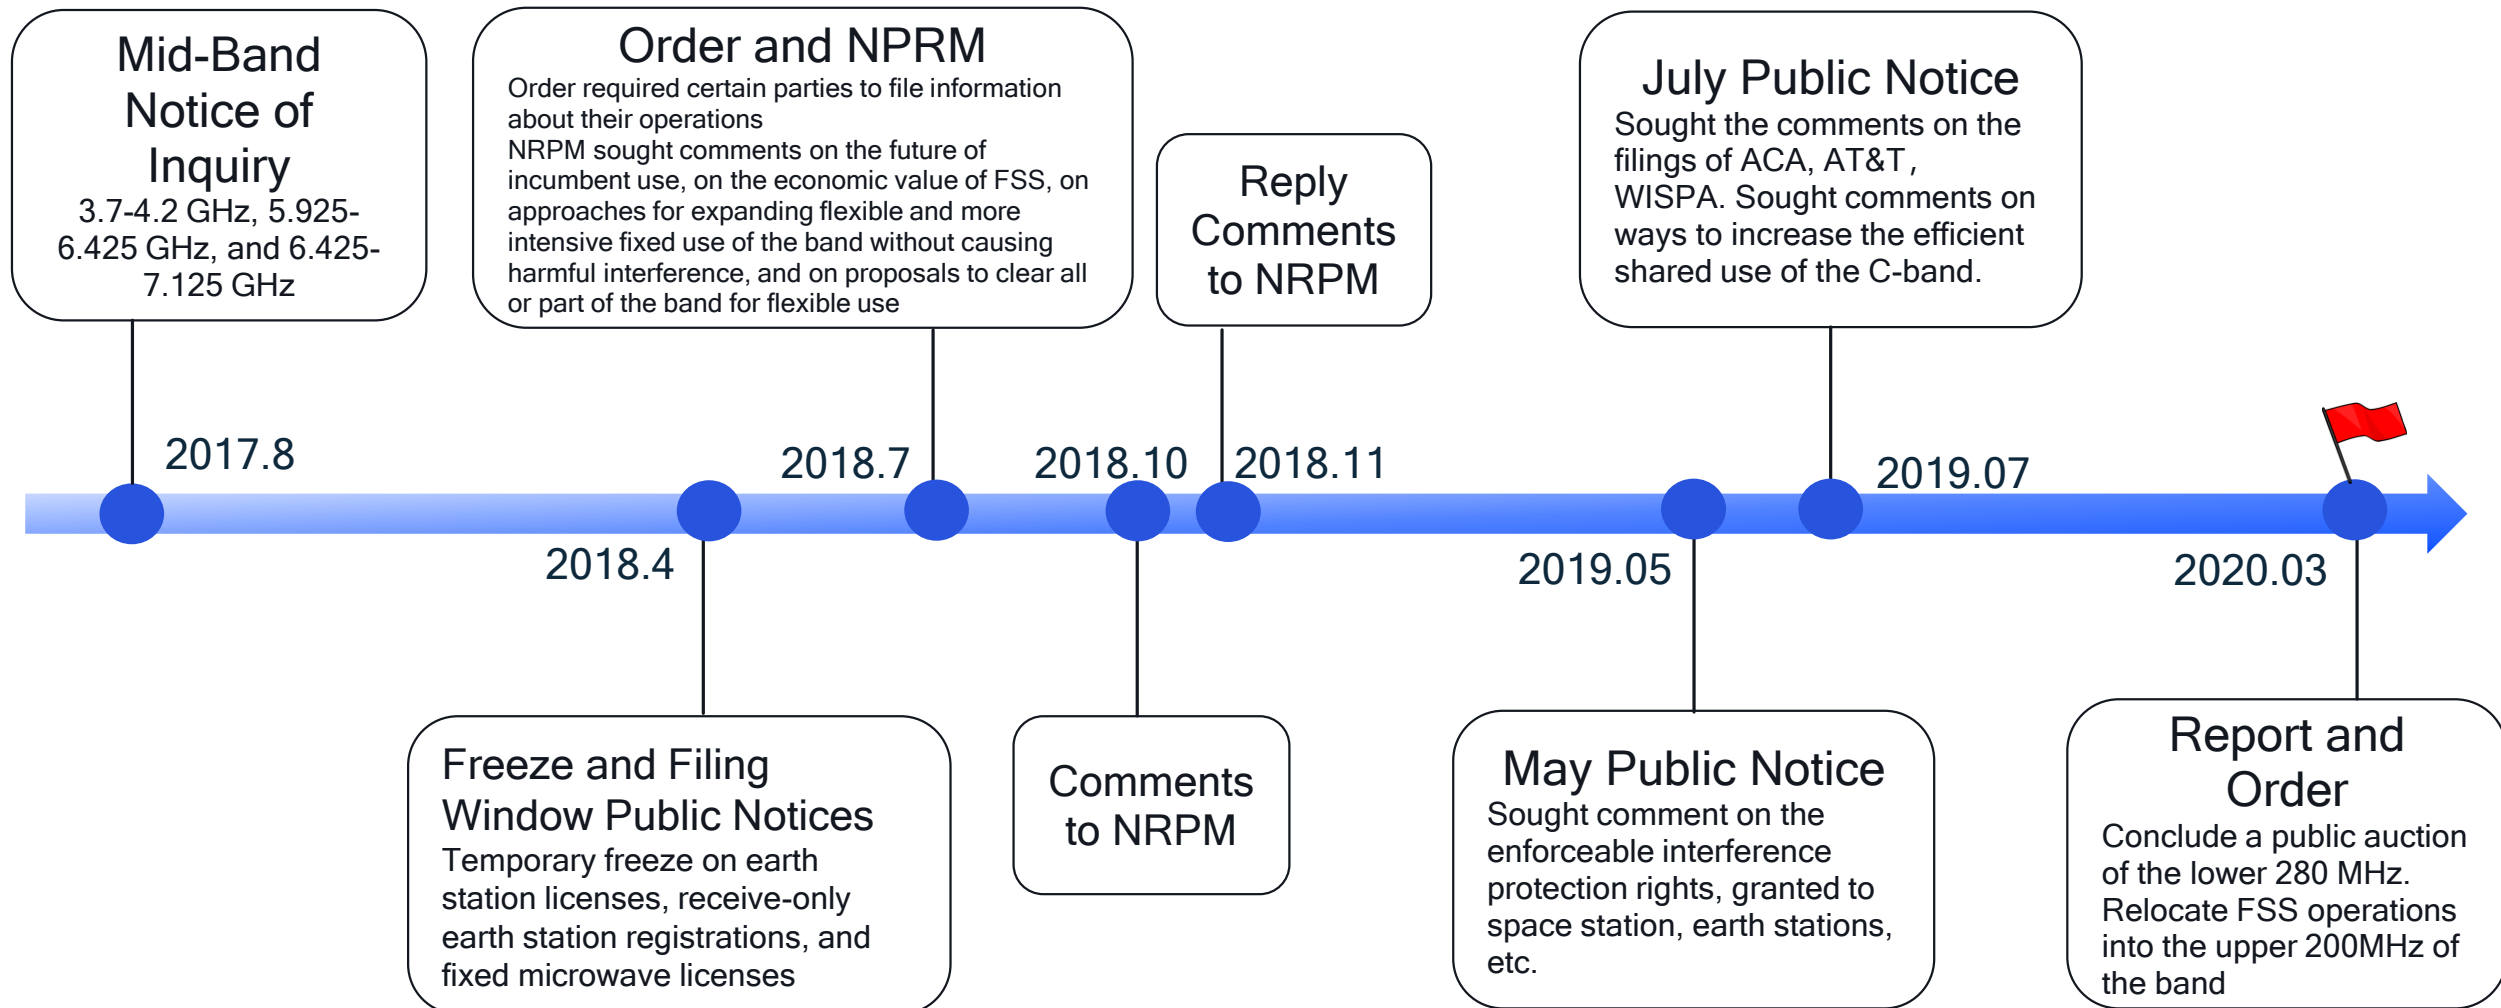 Mid-Band
Notice of
Inquiry
3.7-4.2 GHz, 5.925-
6.425 GHz, and 6.425-
7.125 GHz
Order and NPRM
Order required certain parties to file information
about their operations
NRPM sought comments on the future of
incumbent use, on the economic value of FSS, on
approaches for expanding flexible and more
intensive fixed use of the band without causing
harmful interference, and on proposals to clear all
or part of the band for flexible use
Reply
Comments
to NRPM
July Public Notice
Sought the comments on the
filings of ACA, AT&T,
WISPA. Sought comments on
ways to increase the efficient
shared use of the C-band.
2017.8
2018.7
2018.10
2018.11
2019.07
2018.4
2019.05
2020.03
Freeze and Filing
Window Public Notices
Temporary freeze on earth
station licenses, receive-only
earth station registrations, and
fixed microwave licenses
Comments
to NRPM
May Public Notice
Sought comment on the
enforceable interference
protection rights, granted to
space station, earth stations,
etc.
Report and
Order
Conclude a public auction
of the lower 280 MHz.
Relocate FSS operations
into the upper 200MHz of
the band